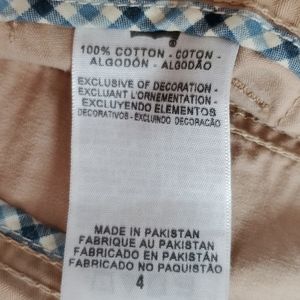 ®
100% COTTON - COTON -
ALGODÓN - ALGODÃO
EXCLUSIVE OF DECORATION -
EXCLUANT L'ORNEMENTATION -
EXCLUYENDO ELEMENTOS
DECORATIVOS - EXCLUINDO DECORAÇÃO
MADE IN PAKISTAN
FABRIQUE AU PAKISTAN
FABRICADO EN PAKISTÁN
FABRICADO NO PAQUISTÃO
4